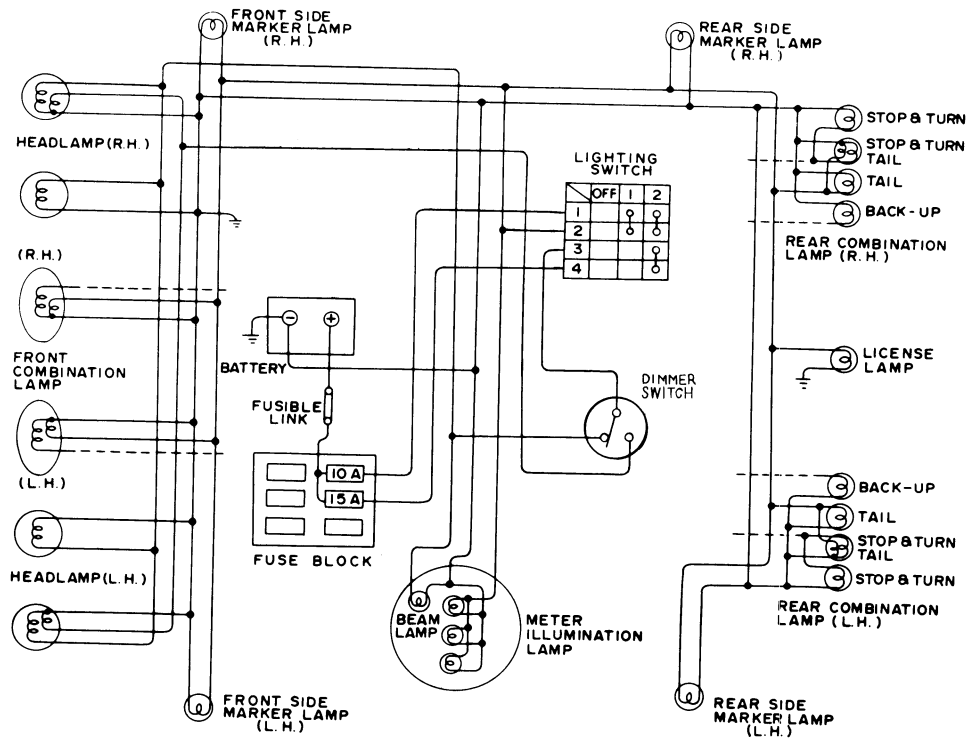 FRONT SIDE
MARKER LAMP
(R.H.)
REAR SIDE
MARKER LAMP
(R.H.)
HEADLAMP(R.H.)
STOP & TURN
STOP & TURN
TAIL
TAIL
BACK-UP
REAR COMBINATION
LAMP (R.H.)
LIGHTING
SWITCH
OFF 1 2
1
2
3
4
(R.H.)
FRONT
COMBINATION
LAMP
(L.H.)
- +
BATTERY
FUSIBLE
LINK
10A
15A
FUSE BLOCK
DIMMER
SWITCH
LICENSE
LAMP
BACK-UP
TAIL
STOP & TURN
TAIL
STOP & TURN
REAR COMBINATION
LAMP (L.H.)
HEADLAMP(L.H.)
BEAM
LAMP
METER
ILLUMINATION
LAMP
FRONT SIDE
MARKER LAMP
(L.H.)
REAR SIDE
MARKER LAMP
(L.H.)